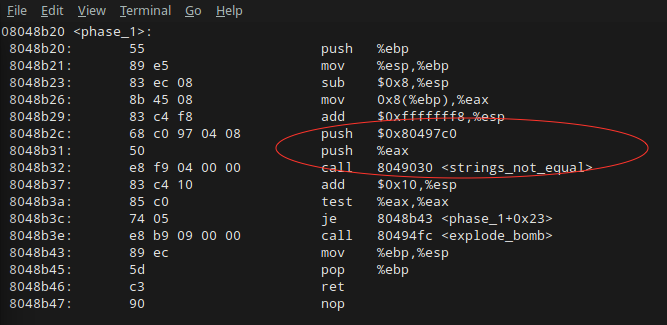 File Edit View Terminal Go Help
08048b20 <phase_1>:
8048b20: 55 push %ebp
8048b21: 89 e5 mov %esp,%ebp
8048b23: 83 ec 08 sub $0x8,%esp
8048b26: 8b 45 08 mov 0x8(%ebp),%eax
8048b29: 83 c4 f8 add $0xfffffff8,%esp
8048b2c: 68 c0 97 04 08 push $0x80497c0
8048b31: 50 push %eax
8048b32: e8 f9 04 00 00 call 8049030 <strings_not_equal>
8048b37: 83 c4 10 add $0x10,%esp
8048b3a: 85 c0 test %eax,%eax
8048b3c: 74 05 je 8048b43 <phase_1+0x23>
8048b3e: e8 b9 09 00 00 call 80494fc <explode_bomb>
8048b43: 89 ec mov %ebp,%esp
8048b45: 5d pop %ebp
8048b46: c3 ret
8048b47: 90 nop